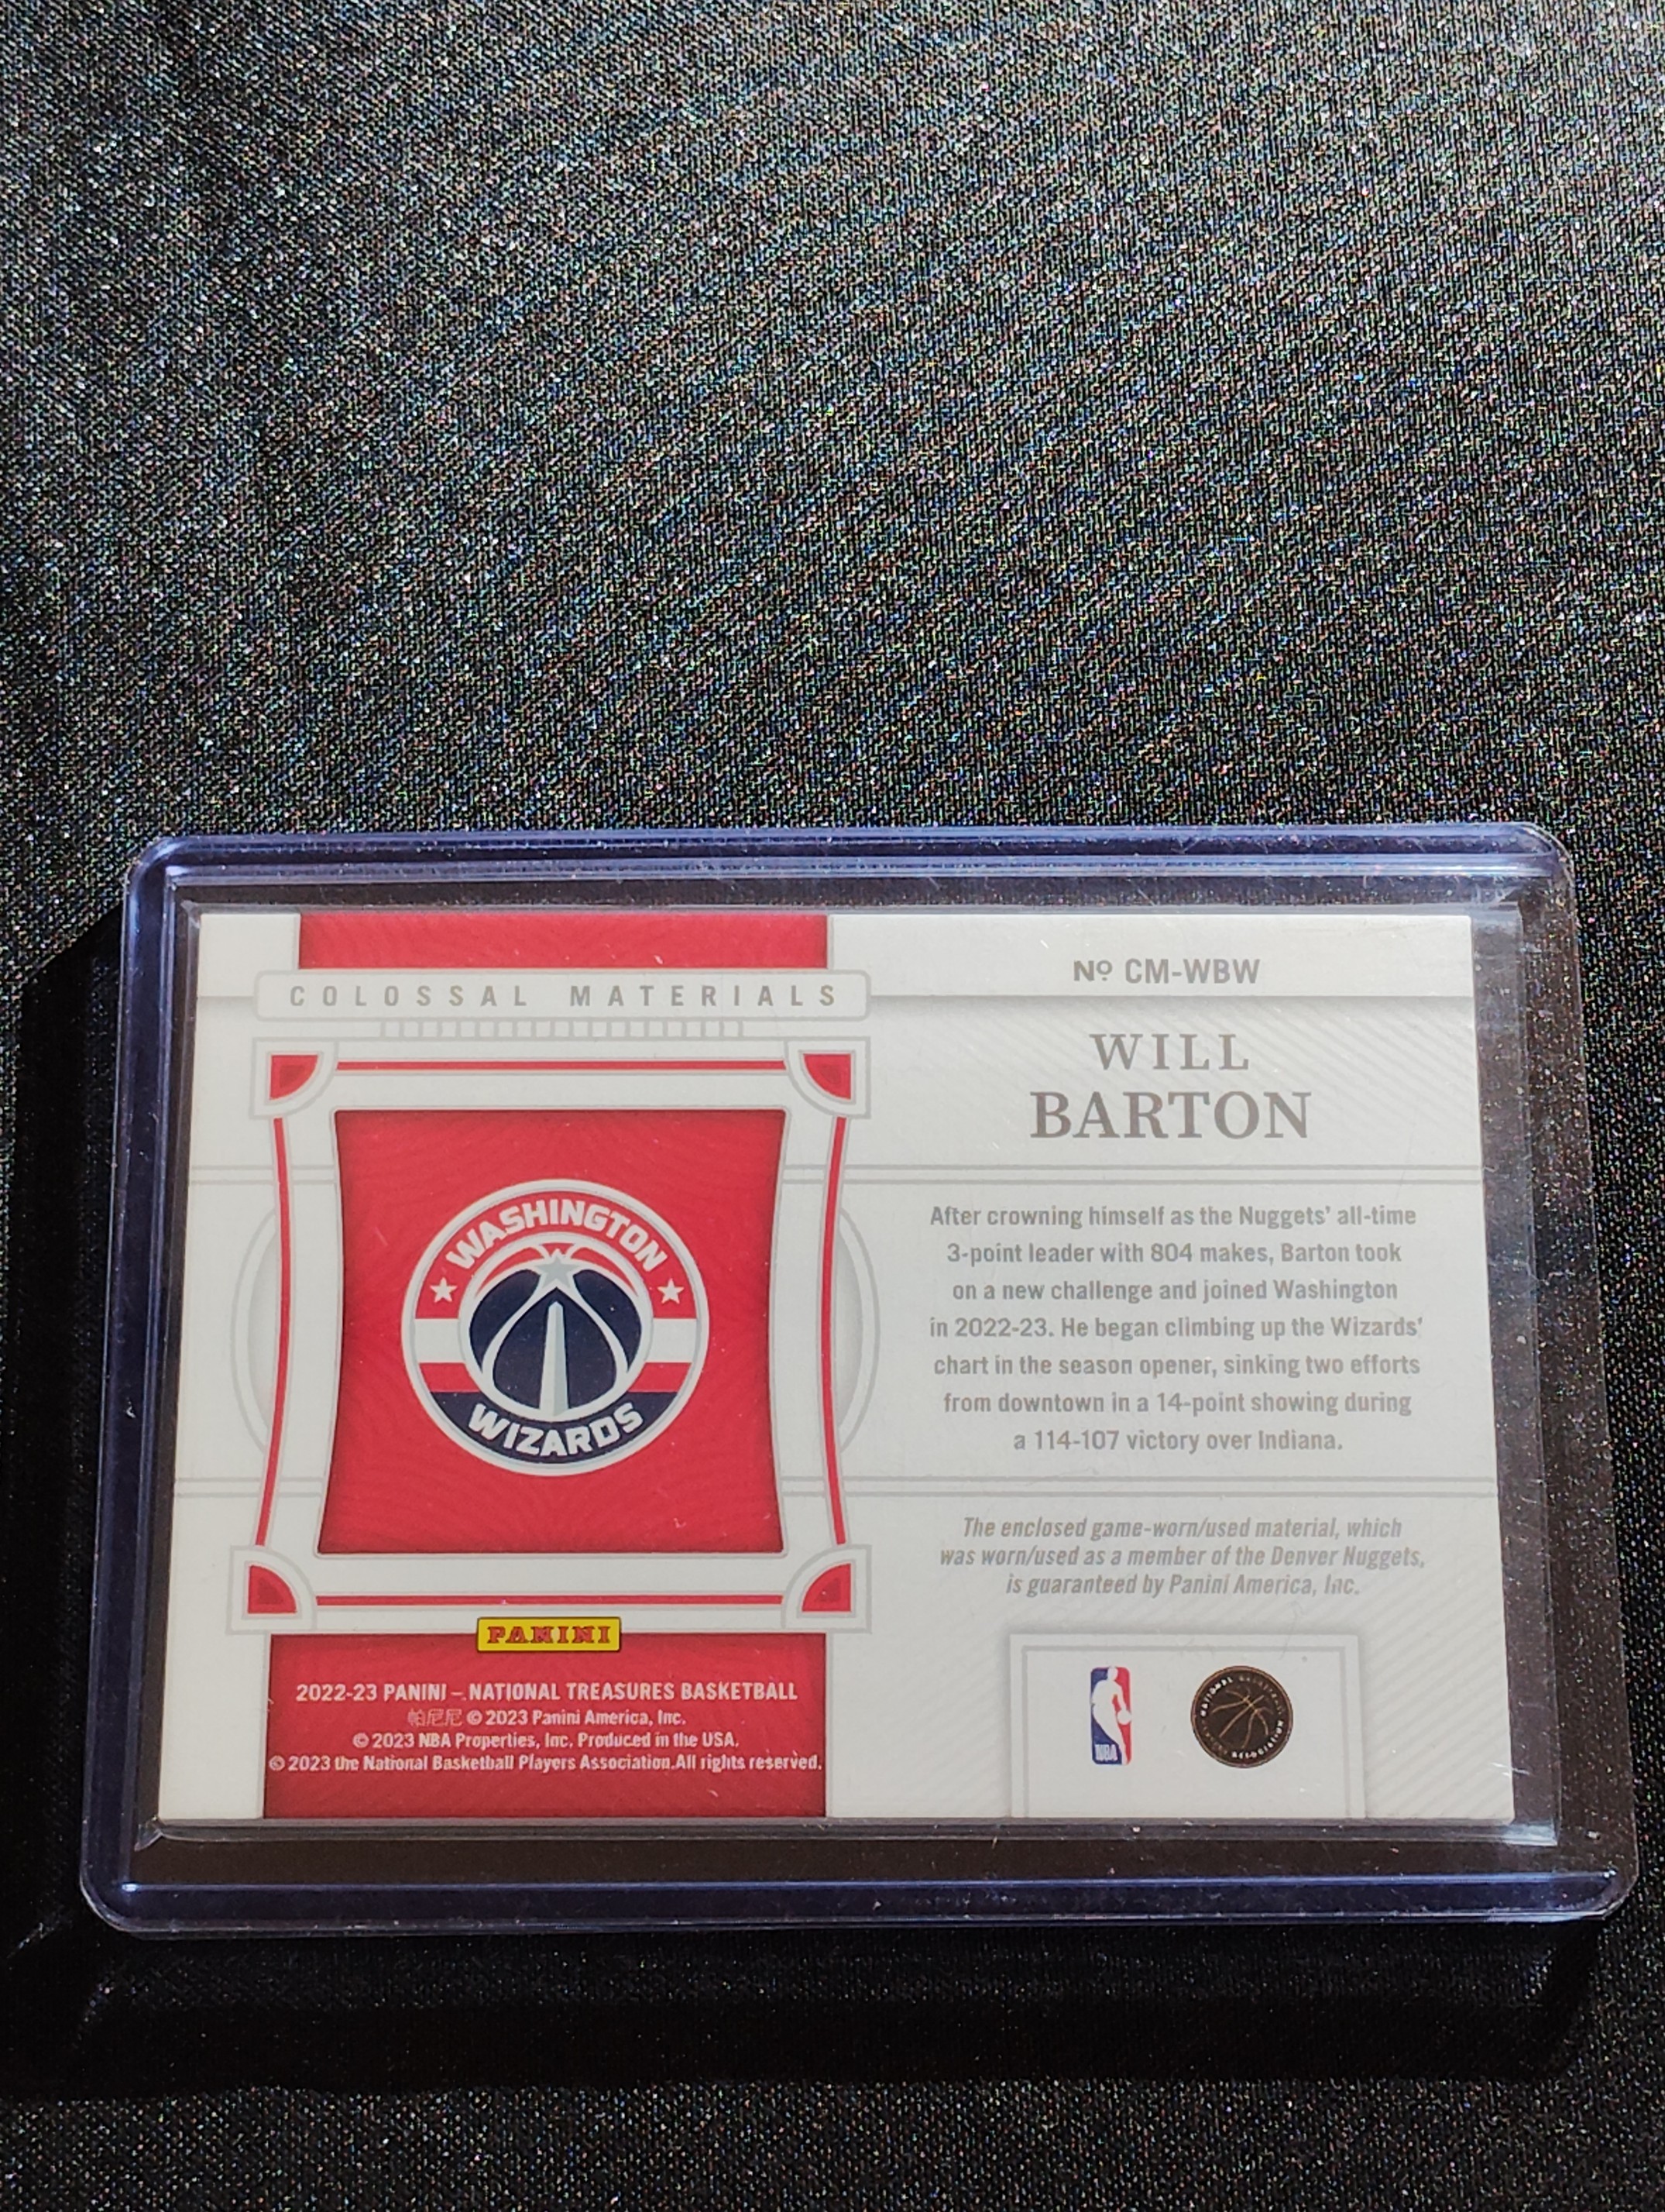 COLOSSAL MATERIALS
WASHINGTON
WIZARDS
PANINI
2022-23 PANINI – NATIONAL TREASURES BASKETBALL
帕尼尼 © 2023 Panini America, Inc.
© 2023 NBA Properties, Inc. Produced in the USA.
© 2023 the National Basketball Players Association. All rights reserved.
Nº CM-WBW
WILL
BARTON
After crowning himself as the Nuggets' all-time
3-point leader with 804 makes, Barton took
on a new challenge and joined Washington
in 2022-23. He began climbing up the Wizards'
chart in the season opener, sinking two efforts
from downtown in a 14-point showing during
a 114-107 victory over Indiana.
The enclosed game-worn/used material, which
was worn/used as a member of the Denver Nuggets,
is guaranteed by Panini America, Inc.
NBA